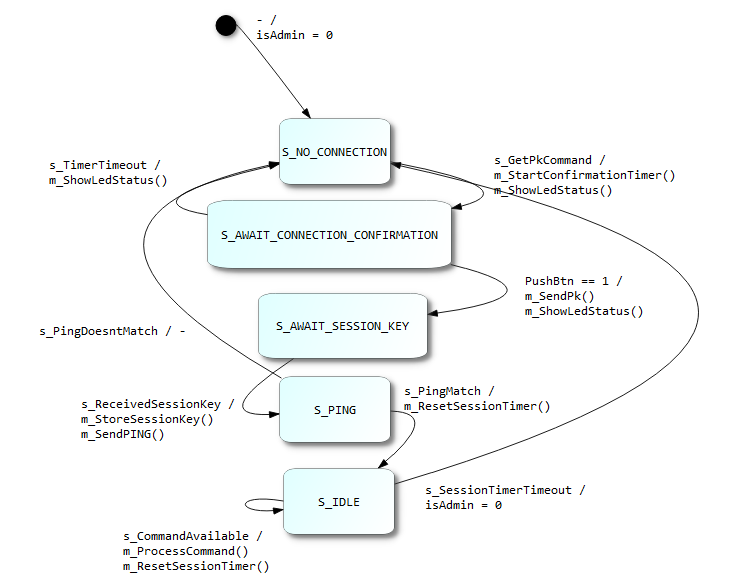 - /
isAdmin = 0
S_NO_CONNECTION
s_TimerTimeout /
m_ShowLedStatus()
s_GetPkCommand /
m_StartConfirmationTimer()
m_ShowLedStatus()
S_AWAIT_CONNECTION_CONFIRMATION
PushBtn == 1 /
m_SendPk()
m_ShowLedStatus()
s_PingDoesntMatch / -
S_AWAIT_SESSION_KEY
s_ReceivedSessionKey /
m_StoreSessionKey()
m_SendPING()
S_PING
s_PingMatch /
m_ResetSessionTimer()
S_IDLE
s_SessionTimerTimeout /
isAdmin = 0
s_CommandAvailable /
m_ProcessCommand()
m_ResetSessionTimer()